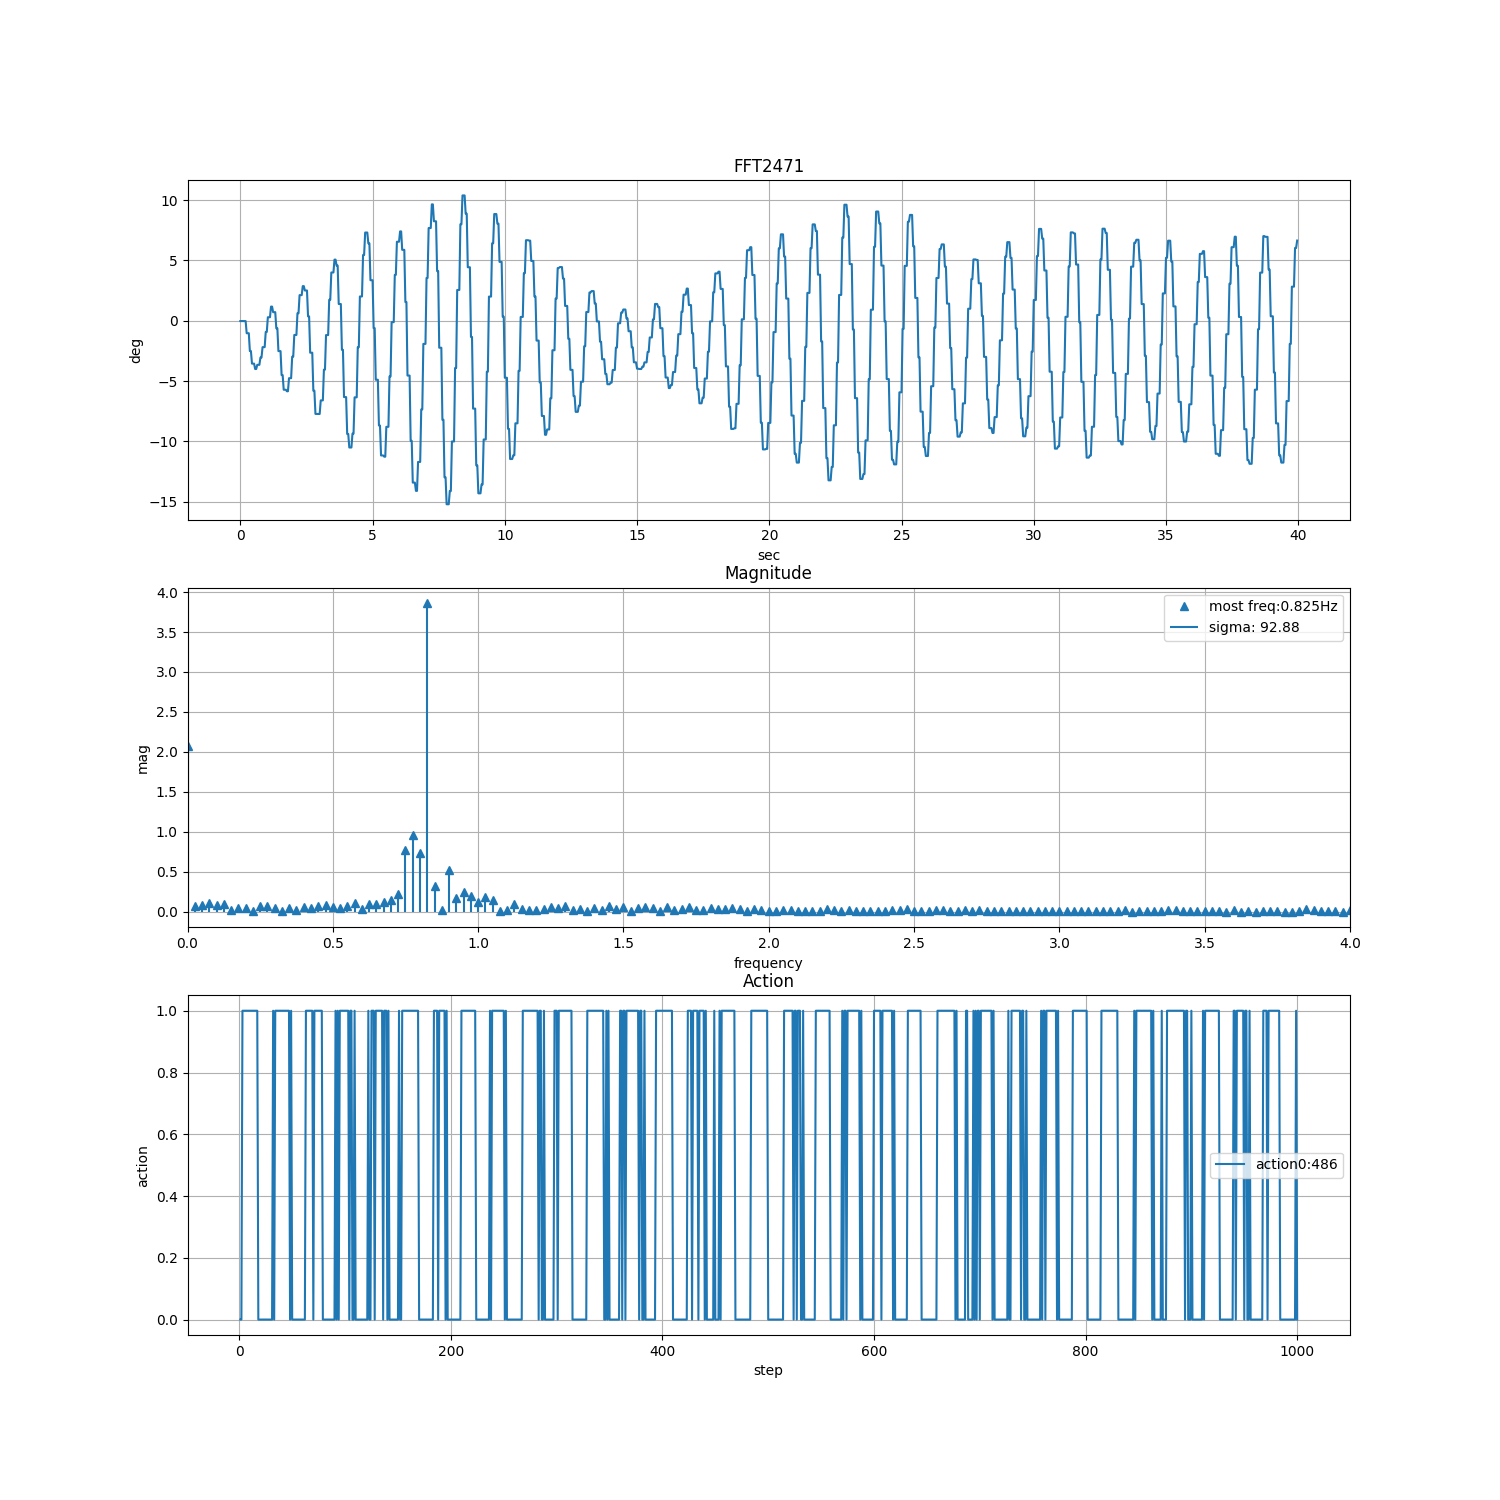 FFT2471
10
5
0
−5
−10
−15
deg
0 5 10 15 20 25 30 35 40
sec
Magnitude
4.0
3.5
3.0
2.5
2.0
1.5
1.0
0.5
0.0
mag
most freq:0.825Hz
sigma: 92.88
0.0 0.5 1.0 1.5 2.0 2.5 3.0 3.5 4.0
frequency
Action
1.0
0.8
0.6
0.4
0.2
0.0
action
action0:486
0 200 400 600 800 1000
step